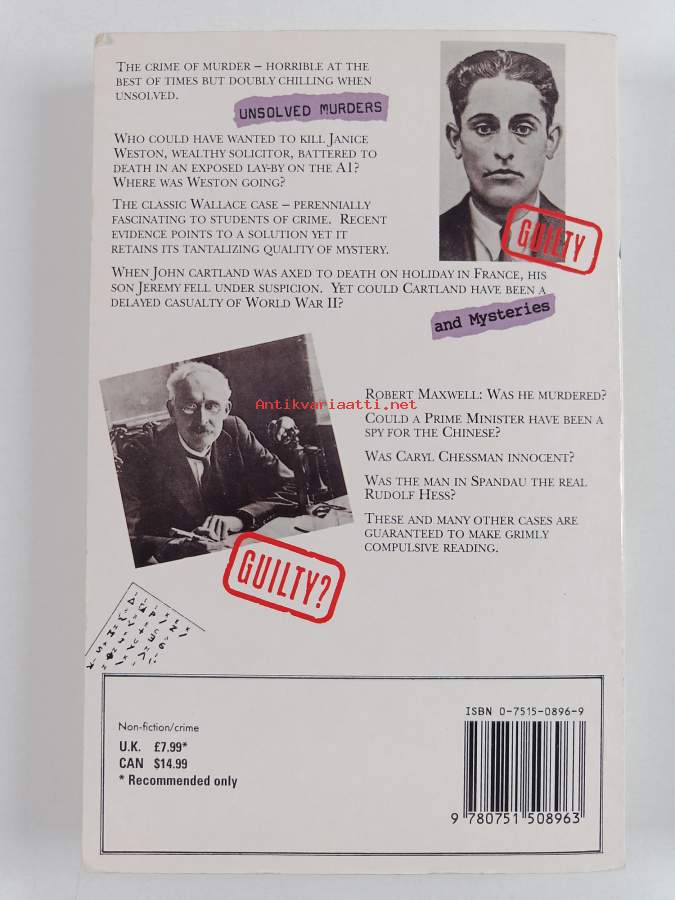 The crime of murder – horrible at the
best of times but doubly chilling when
unsolved.
UNSOLVED MURDERS
Who could have wanted to kill Janice
Weston, wealthy solicitor, battered to
death in an exposed lay-by on the A1?
Where was Weston going?
The classic Wallace case – perennially
fascinating to students of crime. Recent
evidence points to a solution yet it
retains its tantalizing quality of mystery.
GUILTY
When John cartland was axed to death on holiday in France, his
son Jeremy fell under suspicion. Yet could Cartland have been a
delayed casualty of World War II?
and Mysteries
Antikvariaatti.net
Robert Maxwell: Was he murdered?
Could a Prime Minister have been a
spy for the Chinese?
Was Caryl Chessman innocent?
Was the man in Spandau the real
Rudolf Hess?
These and many other cases are
guaranteed to make grimly
compulsive reading.
GUILTY?
Non-fiction/crime
U.K. £7.99*
CAN $14.99
* Recommended only
ISBN 0-7515-0896-9
9 780751 508963